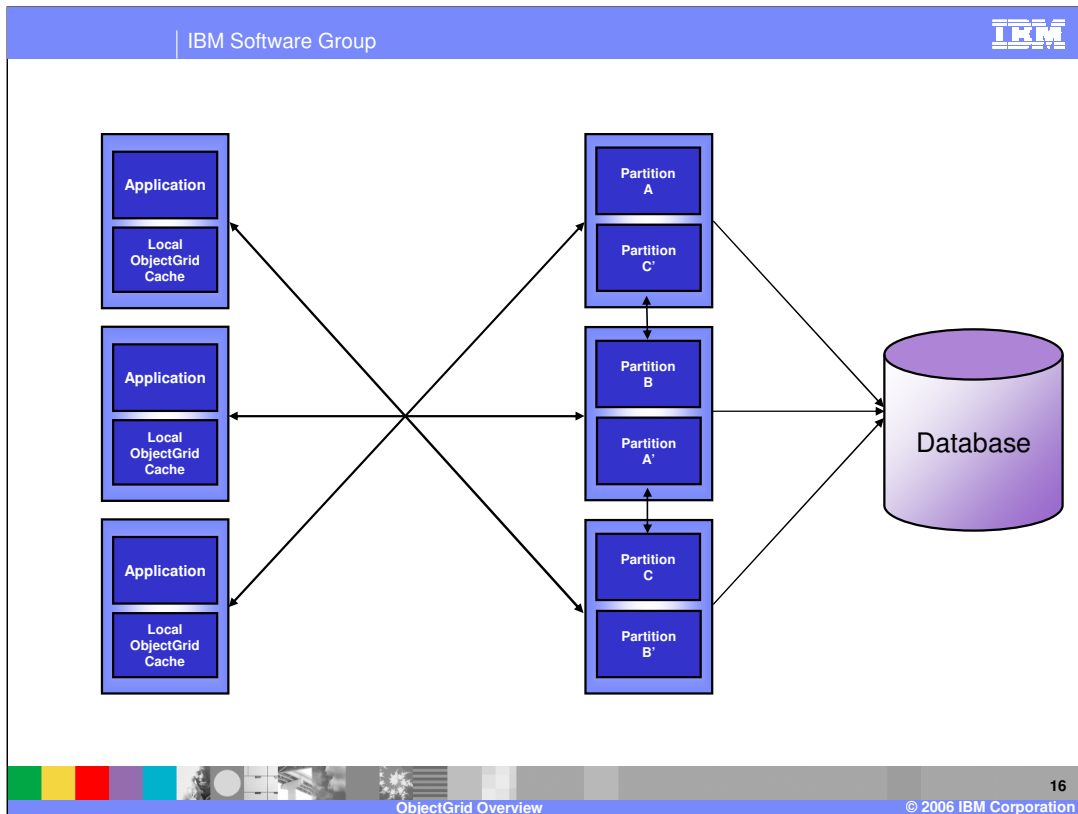 IBM Software Group
IBM
Application
Local
ObjectGrid
Cache
Application
Local
ObjectGrid
Cache
Application
Local
ObjectGrid
Cache
Partition
A
Partition
C’
Partition
B
Partition
A’
Partition
C
Partition
B’
Database
16
ObjectGrid Overview
© 2006 IBM Corporation